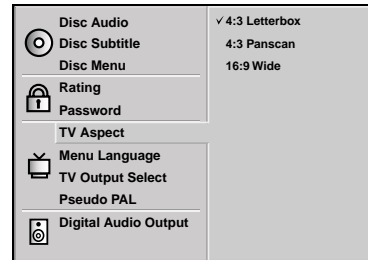 Disc Audio
Disc Subtitle
Disc Menu
Rating
Password
TV Aspect
Menu Language
TV Output Select
Pseudo PAL
Digital Audio Output
✓ 4:3 Letterbox
4:3 Panscan
16:9 Wide